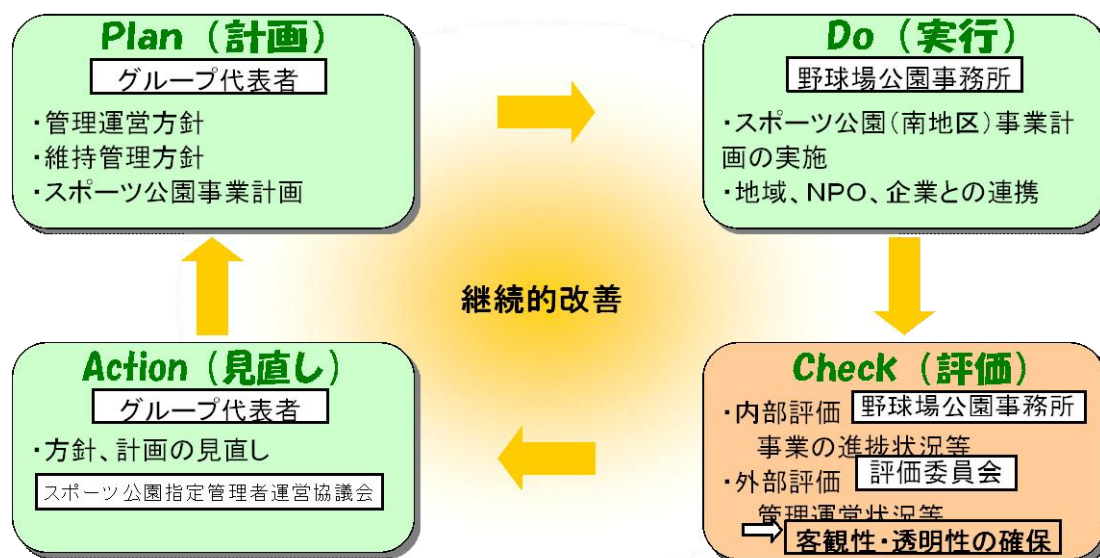 Plan（計画）
グループ代表者
・管理運営方針
・維持管理方針
・スポーツ公園事業計画
Do（実行）
野球場公園事務所
・スポーツ公園（南地区）事業計
画の実施
・地域、NPO、企業との連携
継続的改善
Action（見直し）
グループ代表者
・方針、計画の見直し
スポーツ公園指定管理者運営協議会
Check（評価）
・内部評価 野球場公園事務所
事業の進捗状況等
・外部評価 評価委員会
管理運営状況等
客観性・透明性の確保